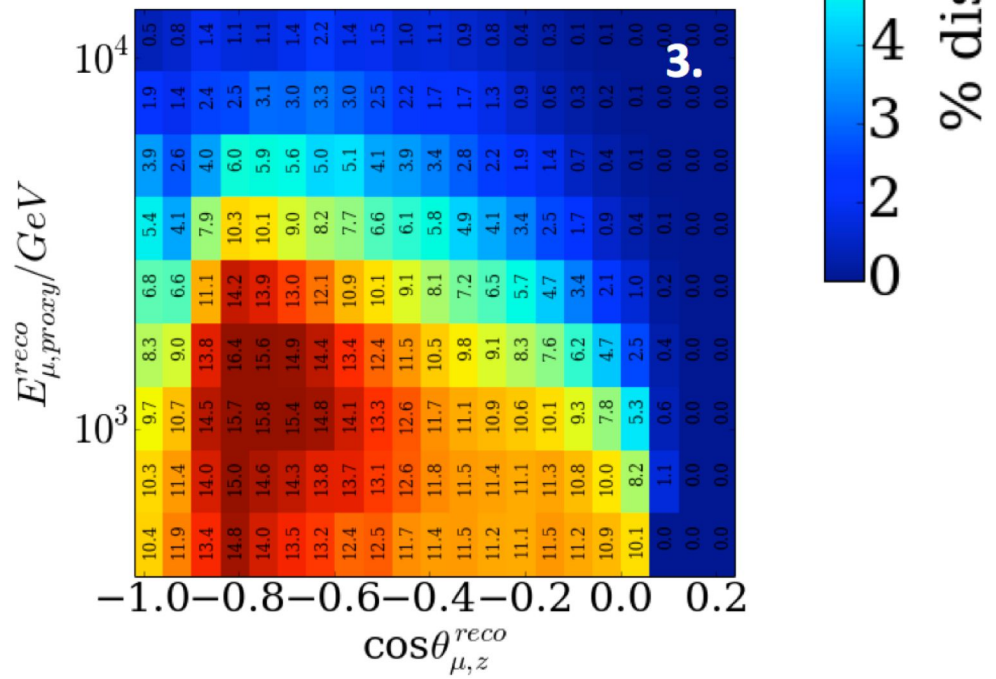 3.
10⁴
10³
E^{reco}_{μ,proxy}/GeV
0.5 0.8 1.4 1.1 1.1 1.4 2.2 1.4 1.5 1.0 1.1 0.9 0.8 0.4 0.3 0.1 0.1 0.0 0.0 0.0 0.0
1.9 1.4 2.4 2.5 3.1 3.0 3.3 3.0 2.5 2.2 1.7 1.7 1.3 0.9 0.6 0.3 0.2 0.1 0.0 0.0 0.0
3.9 2.6 4.0 6.0 5.9 5.6 5.0 5.1 4.1 3.9 3.4 2.8 2.2 1.9 1.4 0.7 0.4 0.1 0.0 0.0 0.0
5.4 4.1 7.9 10.3 10.1 9.0 8.2 7.7 6.6 6.1 5.8 4.9 4.1 3.4 2.5 1.7 0.9 0.4 0.1 0.0 0.0
6.8 6.6 11.1 14.2 13.9 13.0 12.1 10.9 10.1 9.1 8.1 7.2 6.5 5.7 4.7 3.4 2.1 1.0 0.2 0.0 0.0
8.3 9.0 13.8 16.4 15.6 14.9 14.4 13.4 12.4 11.5 10.5 9.8 9.1 8.3 7.6 6.2 4.7 2.5 0.4 0.0 0.0
9.7 10.7 14.5 15.7 15.8 15.4 14.8 14.1 13.3 12.6 11.7 11.1 10.9 10.6 10.1 9.3 7.8 5.3 0.6 0.0 0.0
10.3 11.4 14.0 15.0 14.6 14.3 13.8 13.7 13.1 12.6 11.8 11.5 11.4 11.1 11.3 10.8 10.0 8.2 1.1 0.0 0.0
10.4 11.9 13.4 14.8 14.0 13.5 13.2 12.4 12.5 11.7 11.4 11.5 11.2 11.1 11.5 11.2 10.9 10.1 0.0 0.0 0.0
−1.0 −0.8 −0.6 −0.4 −0.2 0.0 0.2
cosθ^{reco}_{μ,z}
4
3
2
0
% dis